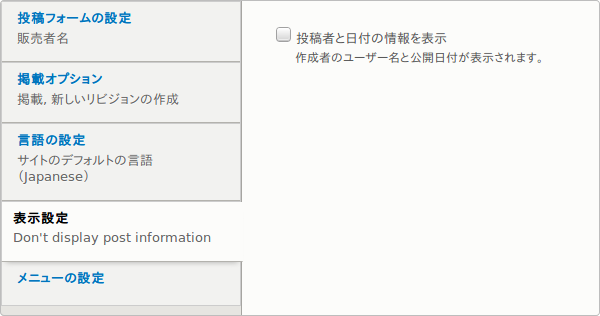 投稿フォームの設定
販売者名
掲載オプション
掲載, 新しいリビジョンの作成
言語の設定
サイトのデフォルトの言語
（Japanese）
表示設定
Don't display post information
メニューの設定
投稿者と日付の情報を表示
作成者のユーザー名と公開日付が表示されます。